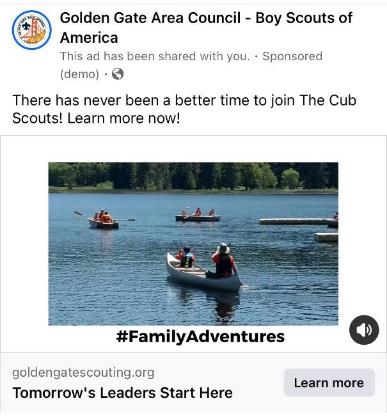 Golden Gate Area Council - Boy Scouts of
America
This ad has been shared with you. · Sponsored
(demo) ·
There has never been a better time to join The Cub
Scouts! Learn more now!
#FamilyAdventures
goldengatescouting.org
Tomorrow's Leaders Start Here
Learn more